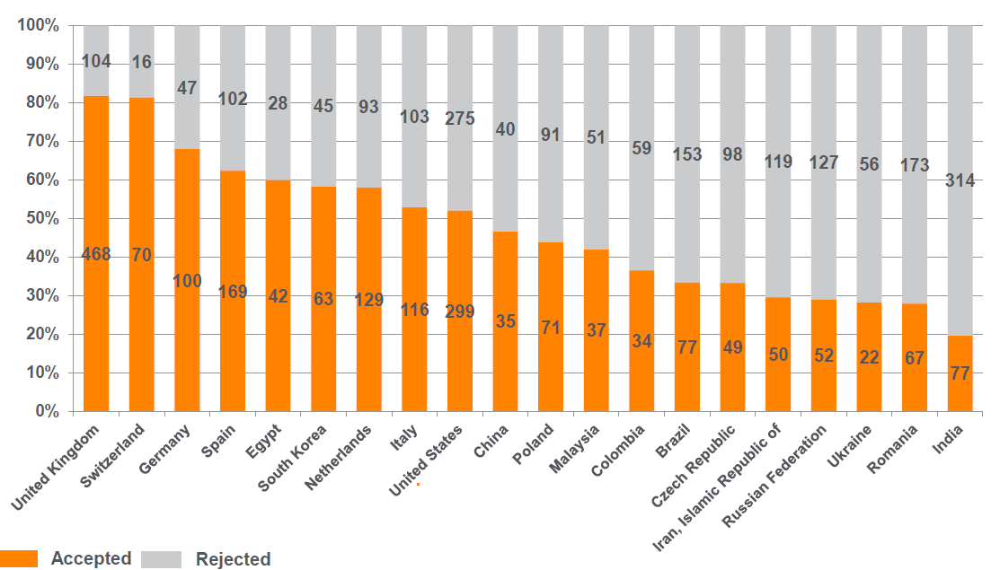 100%
90%
80%
70%
60%
50%
40%
30%
20%
10%
0%
104 16 47 102 28 45 93 103 275 40 91 51 59 153 98 119 127 56 173 314
468 70 100 169 42 63 129 116 299 35 71 37 34 77 49 50 52 22 67 77
United Kingdom
Switzerland
Germany
Spain
Egypt
South Korea
Netherlands
Italy
United States
China
Poland
Malaysia
Colombia
Brazil
Czech Republic
Iran, Islamic Republic of
Russian Federation
Ukraine
Romania
India
Accepted Rejected